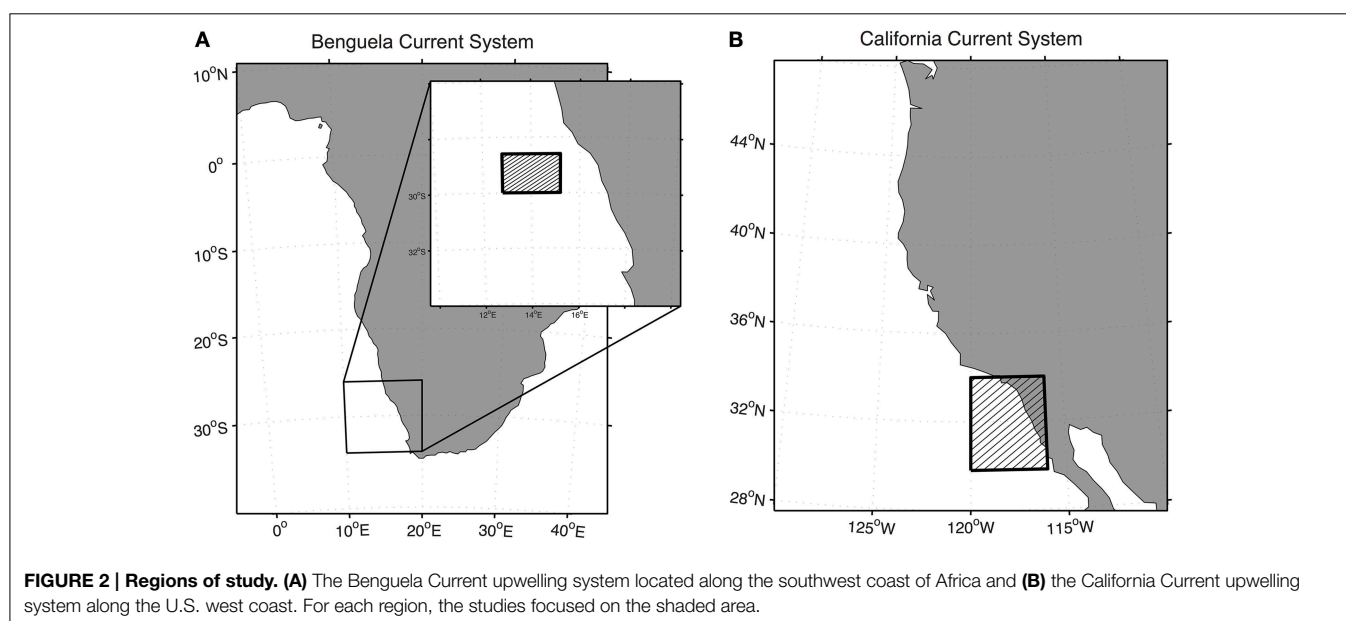 A
Benguela Current System
10°N
0°
10°S
20°S
30°S
0°
10°E
20°E
30°E
40°E
30°S
32°S
12°E
14°E
16°E
B
California Current System
44°N
40°N
36°N
32°N
28°N
125°W
120°W
115°W
FIGURE 2 | Regions of study. (A) The Benguela Current upwelling system located along the southwest coast of Africa and (B) the California Current upwelling
system along the U.S. west coast. For each region, the studies focused on the shaded area.